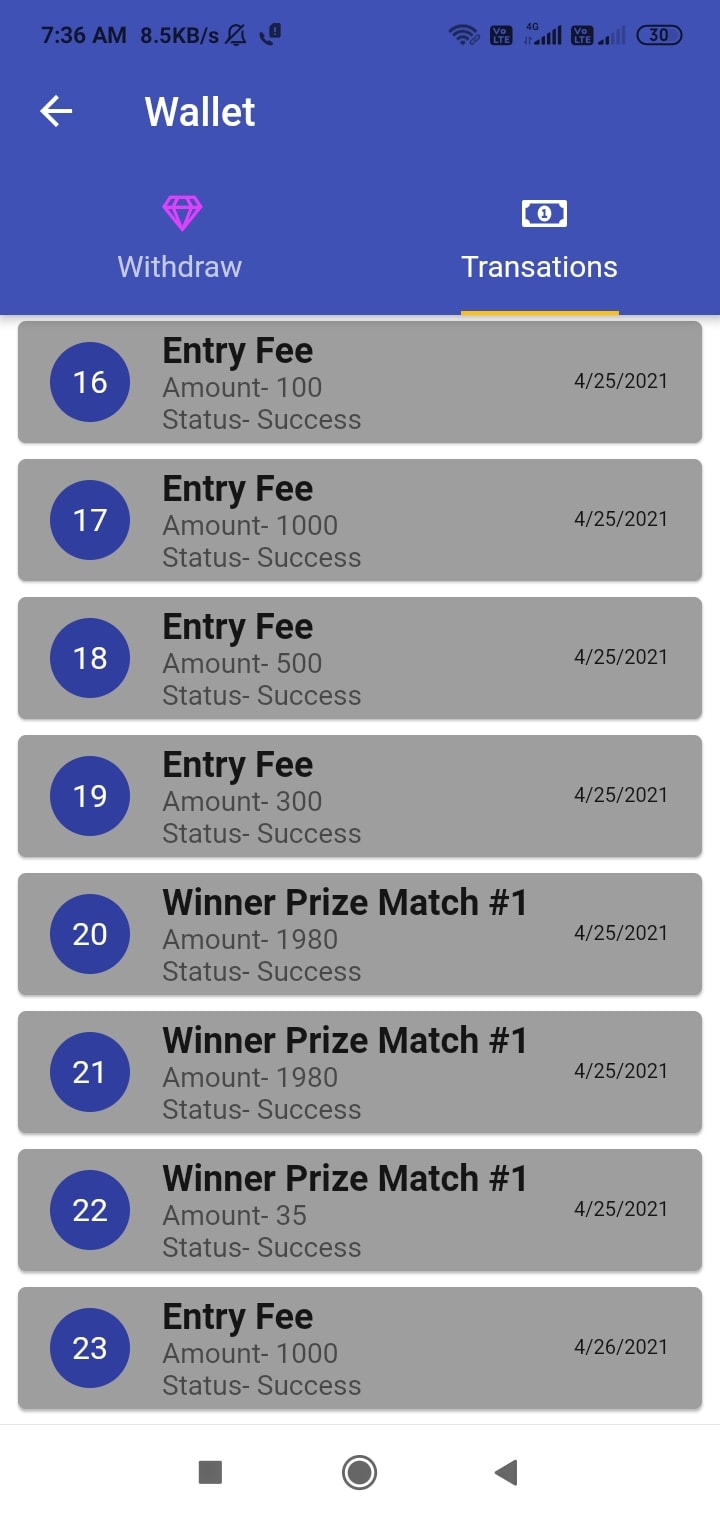 7:36 AM 8.5KB/s
Vo LTE 4G Vo LTE 30
Wallet
Withdraw
1
Transations
16
Entry Fee
Amount- 100
Status- Success
4/25/2021
17
Entry Fee
Amount- 1000
Status- Success
4/25/2021
18
Entry Fee
Amount- 500
Status- Success
4/25/2021
19
Entry Fee
Amount- 300
Status- Success
4/25/2021
20
Winner Prize Match #1
Amount- 1980
Status- Success
4/25/2021
21
Winner Prize Match #1
Amount- 1980
Status- Success
4/25/2021
22
Winner Prize Match #1
Amount- 35
Status- Success
4/25/2021
23
Entry Fee
Amount- 1000
Status- Success
4/26/2021